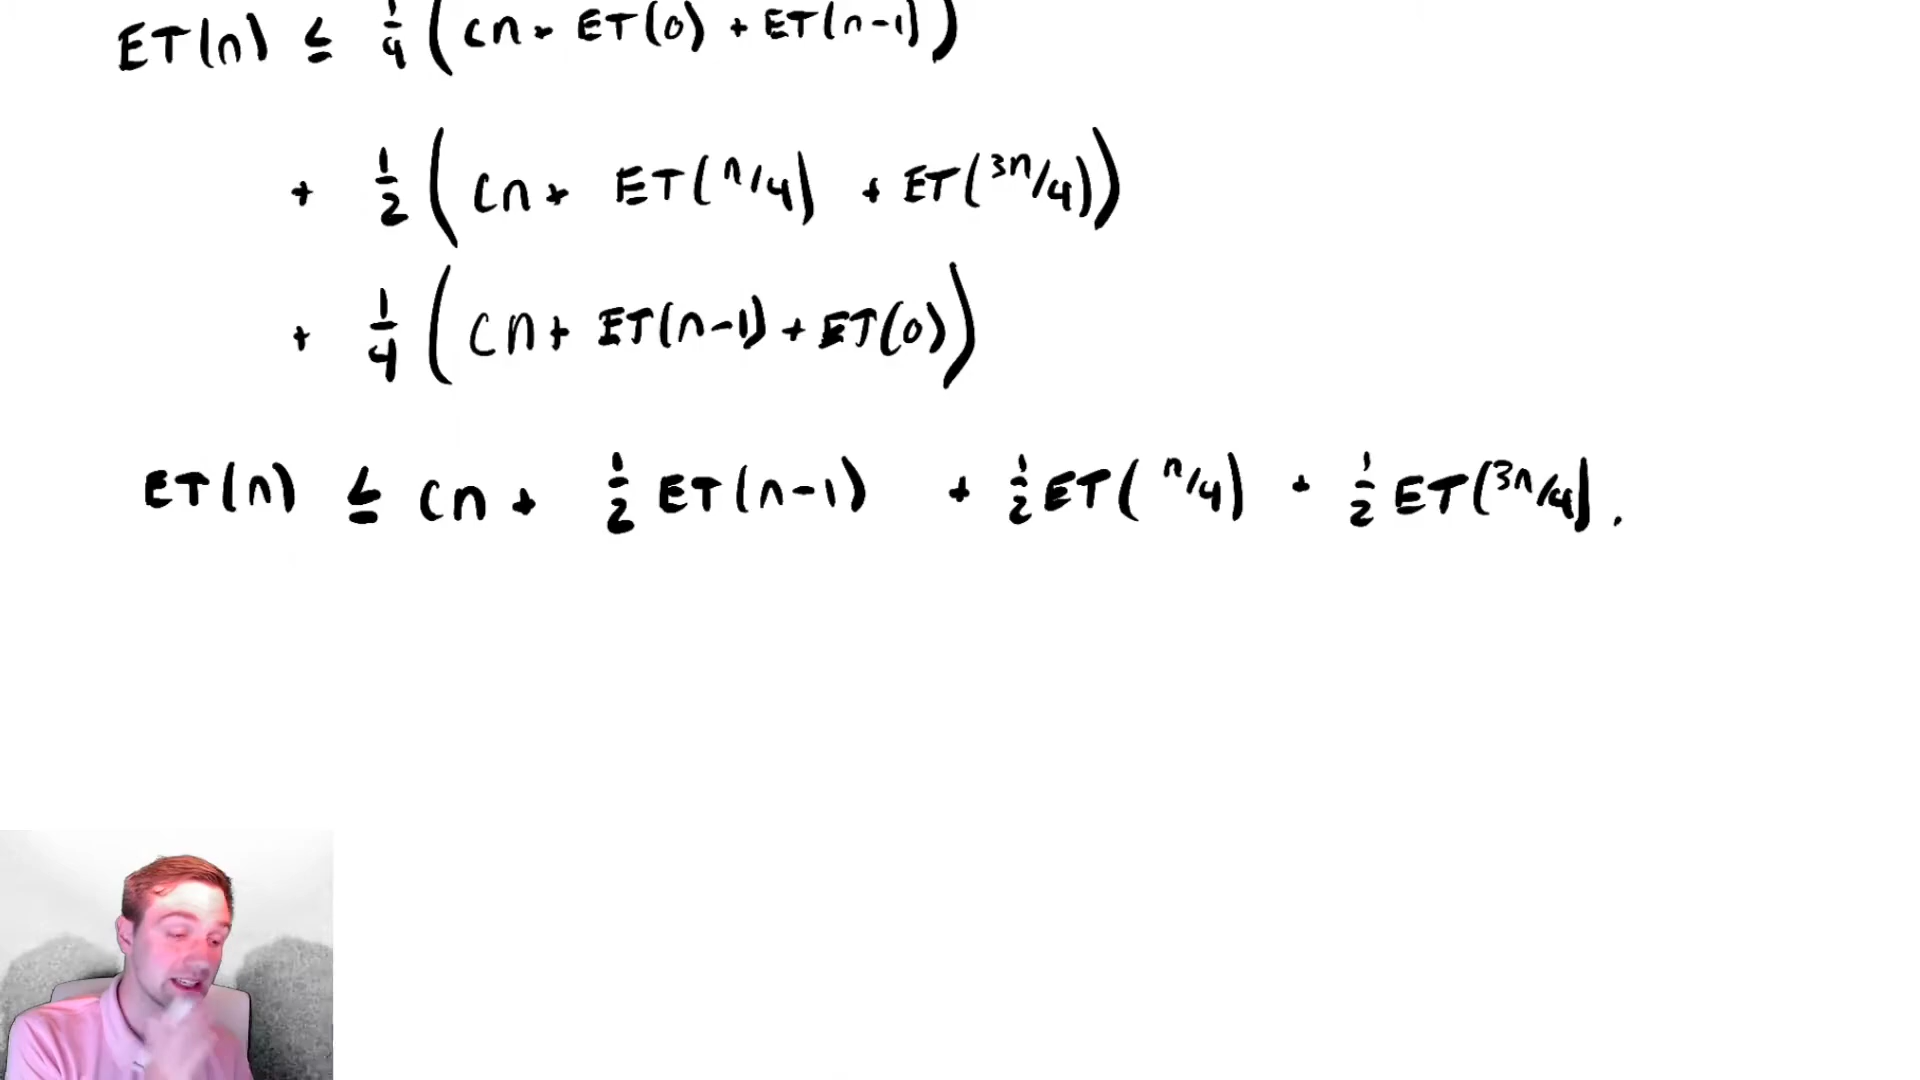 ET(n) ≤ 1/4 (cn + ET(0) + ET(n-1))
+ 1/2 (cn + ET(n/4) + ET(3n/4))
+ 1/4 (cn + ET(n-1) + ET(0))
ET(n) ≤ cn + 1/2 ET(n-1) + 1/2 ET(n/4) + 1/2 ET(3n/4).